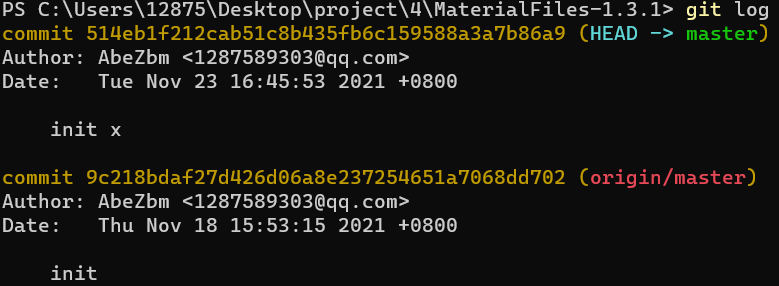 PS C:\Users\12875\Desktop\project\4\MaterialFiles-1.3.1> git log
commit 514eb1f212cab51c8b435fb6c159588a3a7b86a9 (HEAD -> master)
Author: AbeZbm <1287589303@qq.com>
Date:   Tue Nov 23 16:45:53 2021 +0800
init x
commit 9c218bdaf27d426d06a8e237254651a7068dd702 (origin/master)
Author: AbeZbm <1287589303@qq.com>
Date:   Thu Nov 18 15:53:15 2021 +0800
init